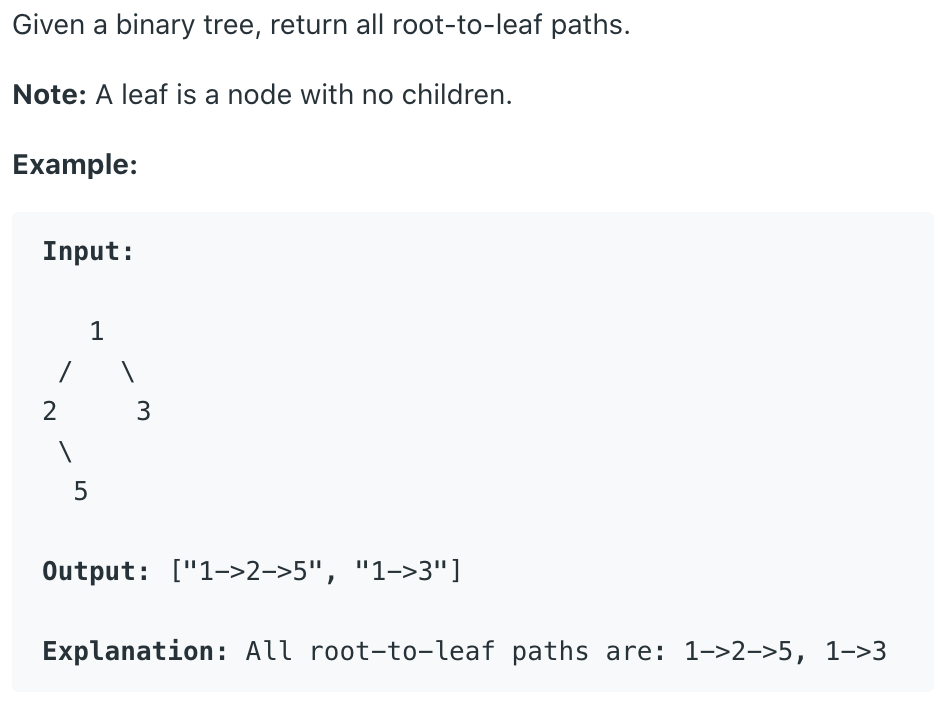 Given a binary tree, return all root-to-leaf paths.
Note: A leaf is a node with no children.
Example:
Input:
   1
 /   \
2     3
 \
  5
Output: ["1->2->5", "1->3"]
Explanation: All root-to-leaf paths are: 1->2->5, 1->3